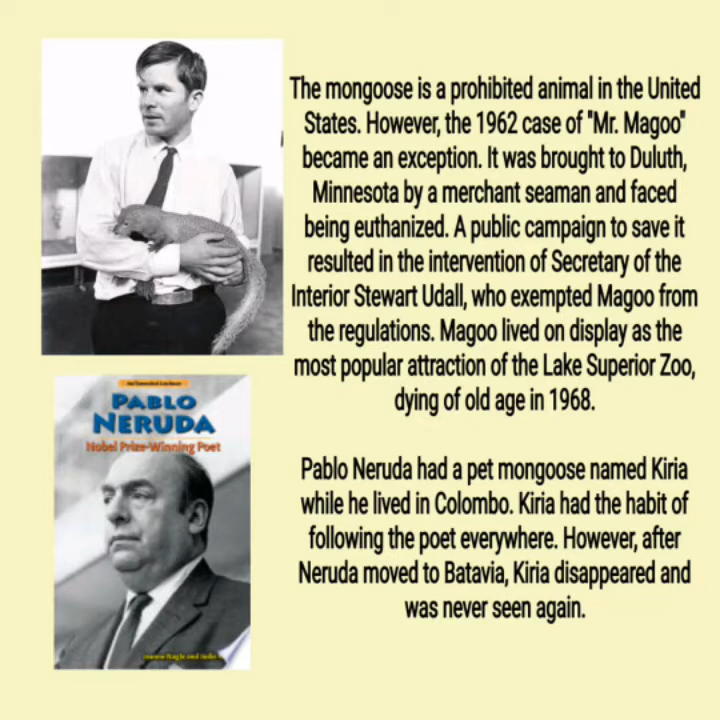 The mongoose is a prohibited animal in the United
States. However, the 1962 case of "Mr. Magoo"
became an exception. It was brought to Duluth,
Minnesota by a merchant seaman and faced
being euthanized. A public campaign to save it
resulted in the intervention of Secretary of the
Interior Stewart Udall, who exempted Magoo from
the regulations. Magoo lived on display as the
most popular attraction of the Lake Superior Zoo,
dying of old age in 1968.
PABLO
NERUDA
Nobel Prize-Winning Poet
Pablo Neruda had a pet mongoose named Kiria
while he lived in Colombo. Kiria had the habit of
following the poet everywhere. However, after
Neruda moved to Batavia, Kiria disappeared and
was never seen again.